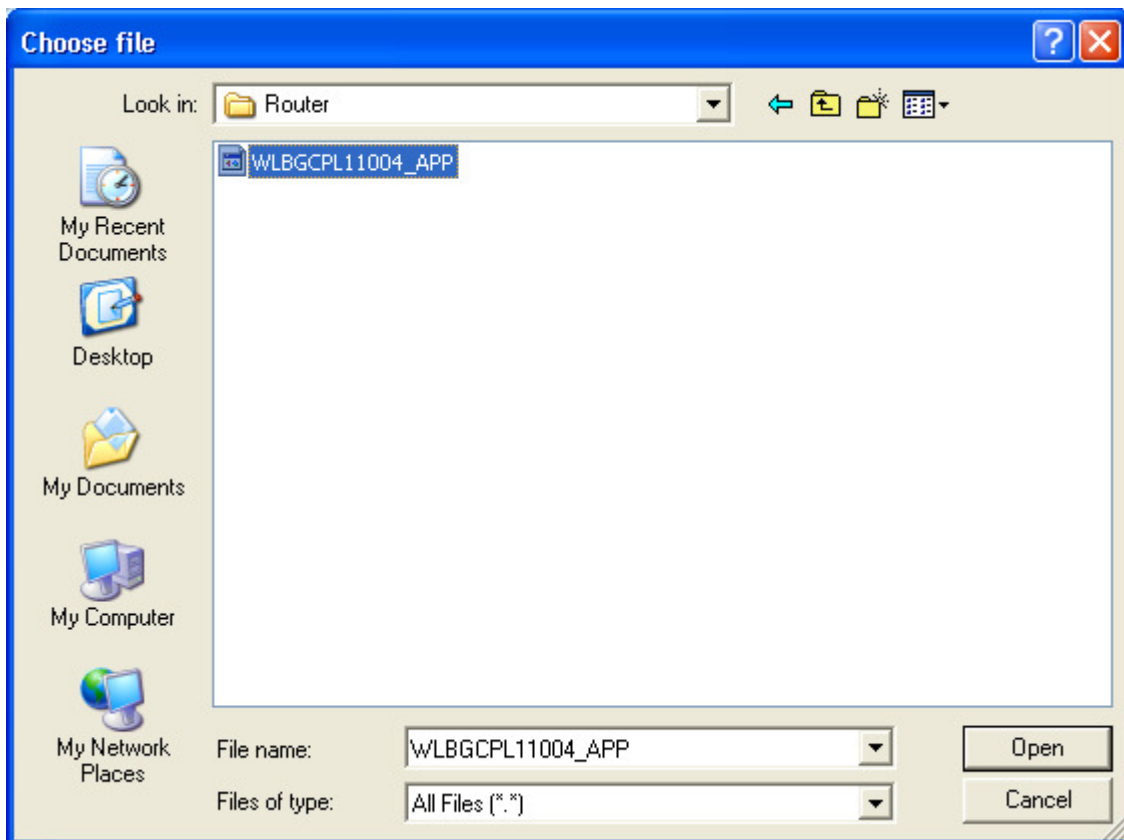 Choose file
Look in:
Router
WLBGCPL11004_APP
My Recent
Documents
Desktop
My Documents
My Computer
My Network
Places
File name:
WLBGCPL11004_APP
Open
Files of type:
All Files (*.*)
Cancel